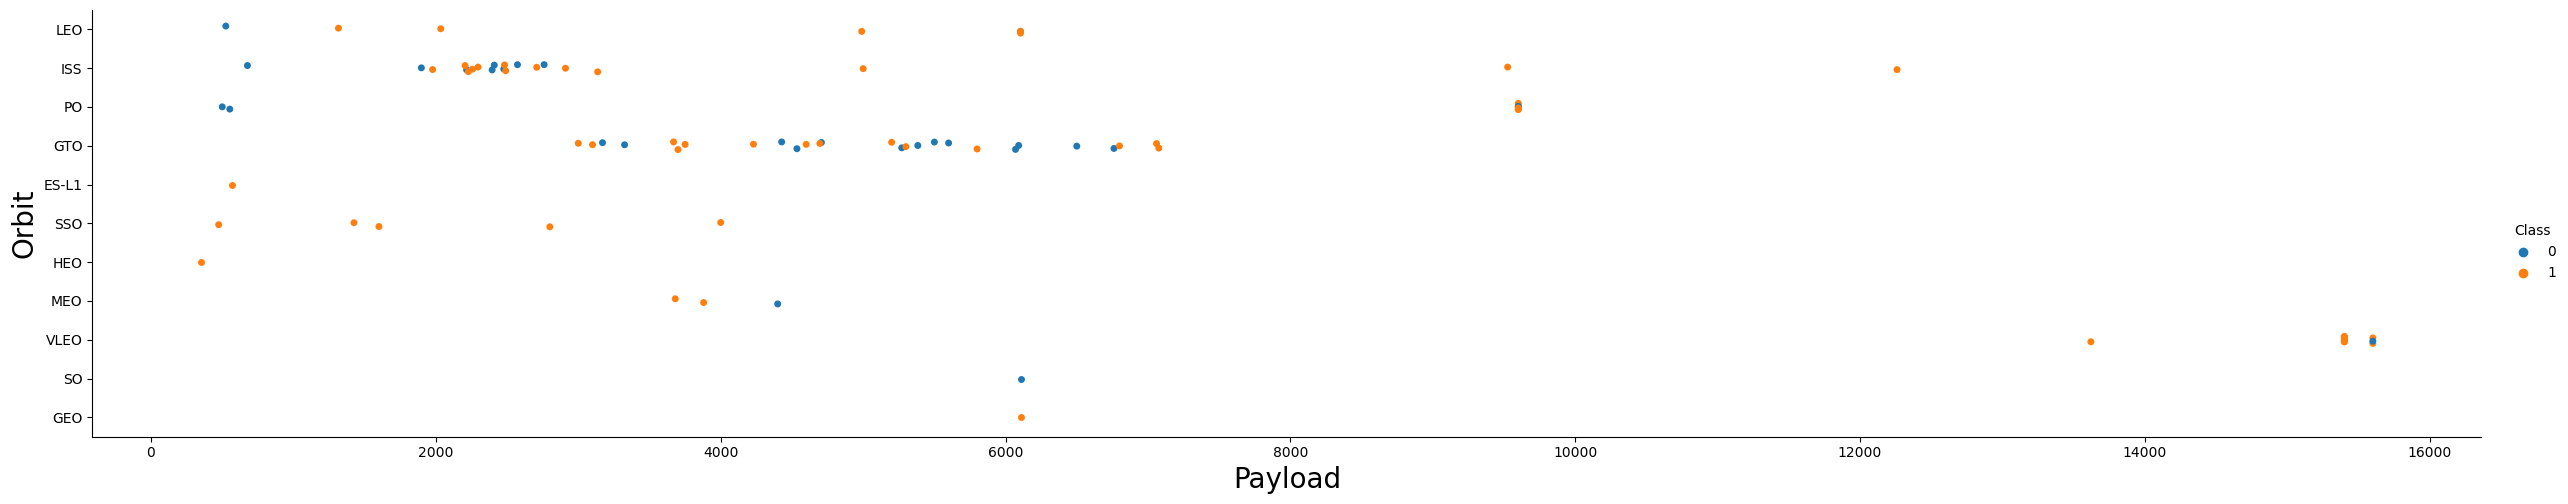 LEO
ISS
PO
GTO
ES-L1
SSO
HEO
MEO
VLEO
SO
GEO
Orbit
0
2000
4000
6000
8000
10000
12000
14000
16000
Payload
Class
0
1